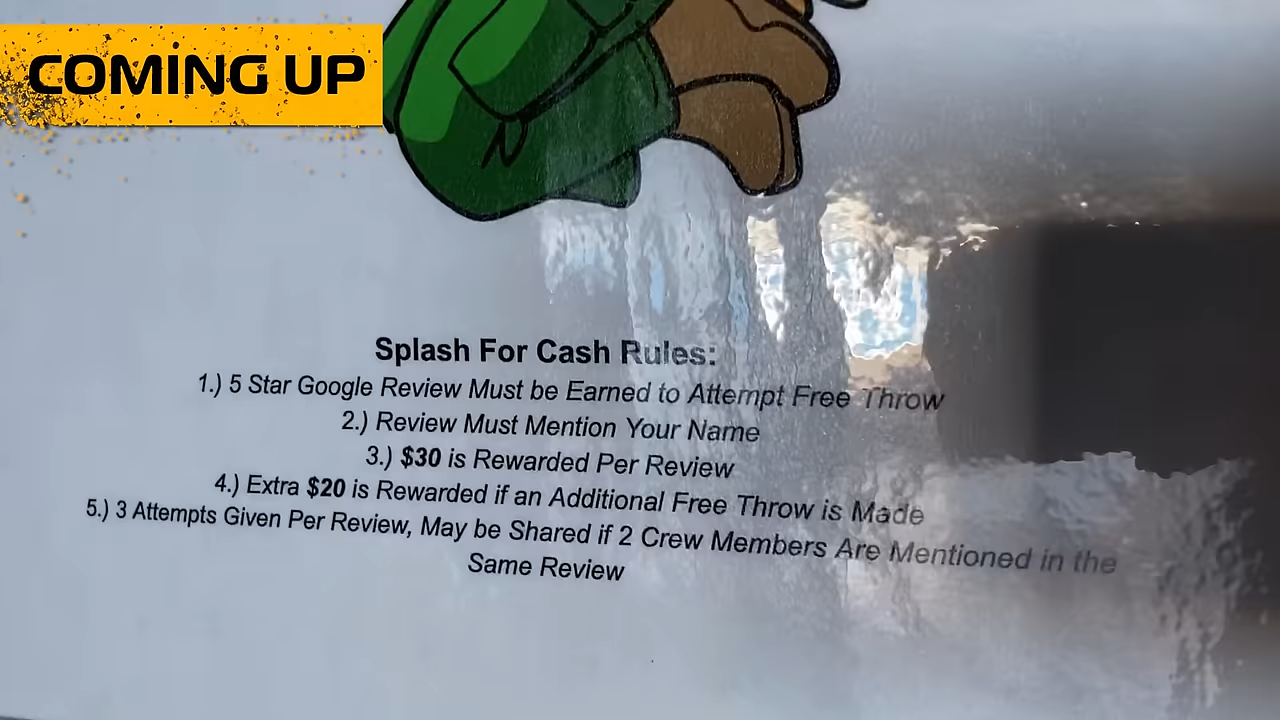 COMING UP
Splash For Cash Rules:
1.) 5 Star Google Review Must be Earned to Attempt Free Throw
2.) Review Must Mention Your Name
3.) $30 is Rewarded Per Review
4.) Extra $20 is Rewarded if an Additional Free Throw is Made
5.) 3 Attempts Given Per Review, May be Shared if 2 Crew Members Are Mentioned in the
Same Review